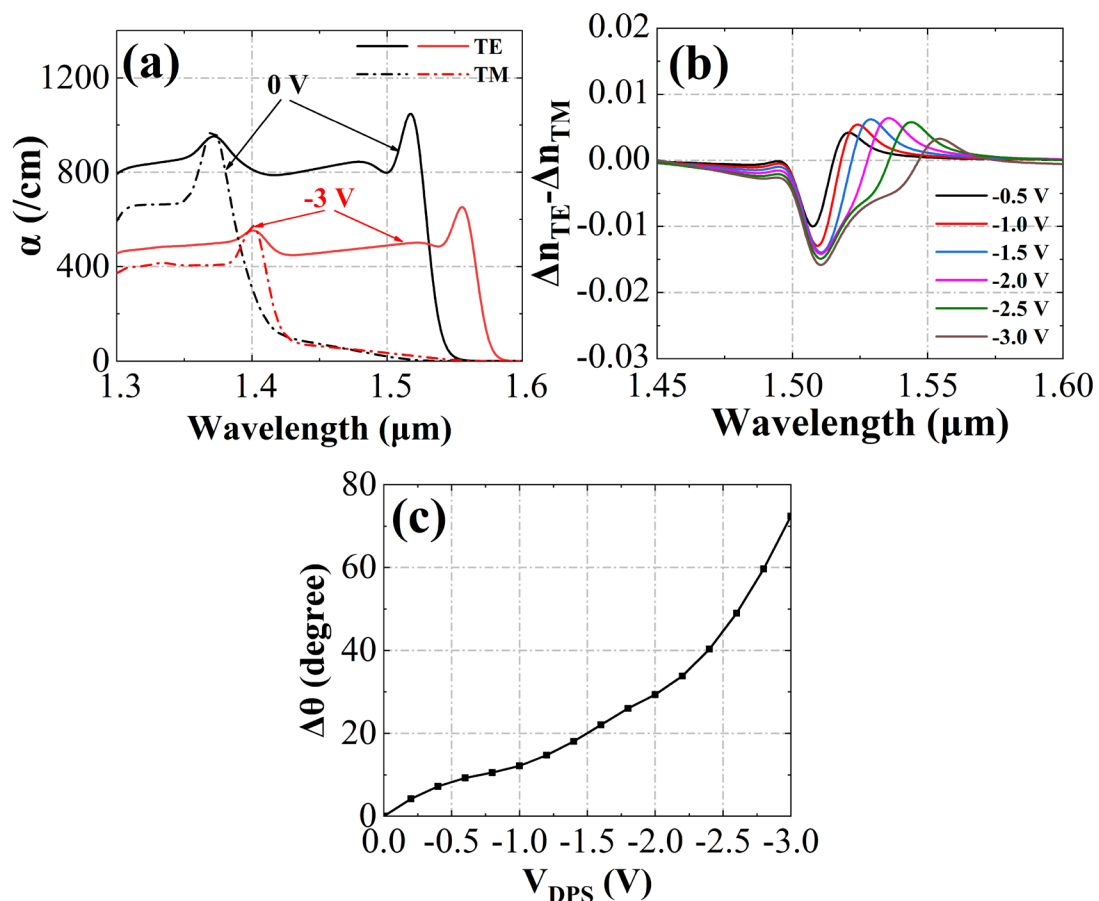 (a)
TE
TM
0 V
-3 V
1200
800
400
0
1.3 1.4 1.5 1.6
α (/cm)
Wavelength (μm)
(b)
0.02
0.01
0.00
-0.01
-0.02
-0.03
1.45 1.50 1.55 1.60
Δn_TE-Δn_TM
Wavelength (μm)
-0.5 V
-1.0 V
-1.5 V
-2.0 V
-2.5 V
-3.0 V
(c)
80
60
40
20
0
0.0 -0.5 -1.0 -1.5 -2.0 -2.5 -3.0
Δθ (degree)
V_DPS (V)